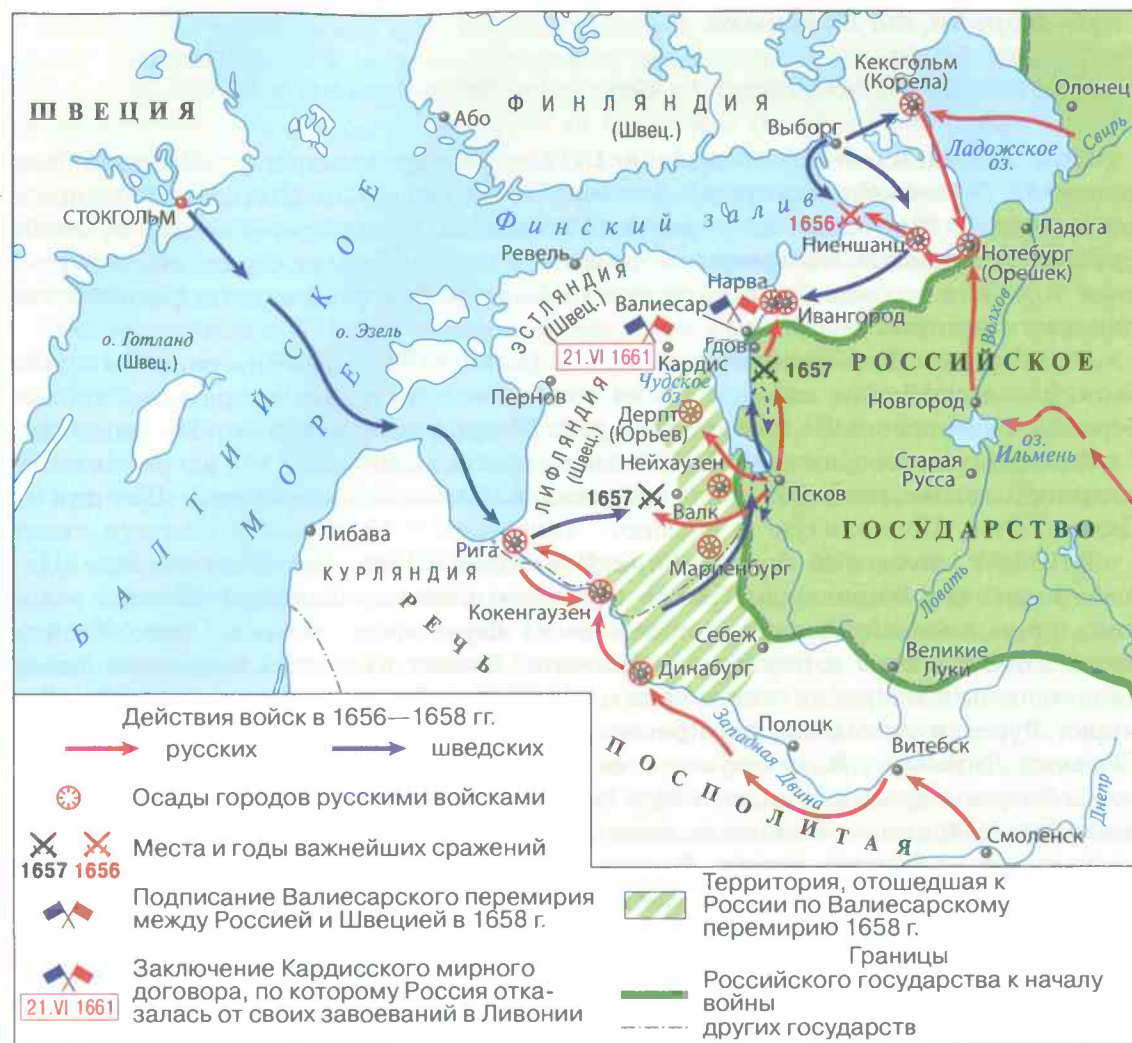 ШВЕЦИЯ
СТОКГОЛЬМ
Або
ФИНЛЯНДИЯ
(Швец.)
Кексгольм
(Корела)
Олонец
Свирь
Выборг
Ладожское
оз.
Финский залив
1656
Ниеншанц
Ладога
Нотебург
(Орешек)
Ревель
Нарва
Ивангород
ЭСТЛЯНДИЯ
(Швец.)
Валиесар
21.VI 1661
Кардис
Гдов
Волхов
о. Готланд
(Швец.)
о. Эзель
БАЛТИЙСКОЕ
МОРЕ
Пернов
ЛИФЛЯНДИЯ
(Швец.)
Чудское
оз.
1657
РОССИЙСКОЕ
Дерпт
(Юрьев)
Новгород
оз.
Ильмень
Нейхаузен
1657
Валк
Псков
Старая
Русса
ГОСУДАРСТВО
Либава
Рига
Мариенбург
КУРЛЯНДИЯ
Кокенгаузен
Ловать
Себеж
Великие
Луки
Динабург
РЕЧЬ
ПОСПОЛИТАЯ
Западная Двина
Полоцк
Витебск
Днепр
Смоленск
Действия войск в 1656—1658 гг.
русских
шведских
Осады городов русскими войсками
Места и годы важнейших сражений
1657 1656
Подписание Валиесарского перемирия
между Россией и Швецией в 1658 г.
Заключение Кардисского мирного
договора, по которому Россия отка-
21.VI 1661 залась от своих завоеваний в Ливонии
Территория, отошедшая к
России по Валиесарскому
перемирию 1658 г.
Границы
Российского государства к началу
войны
других государств